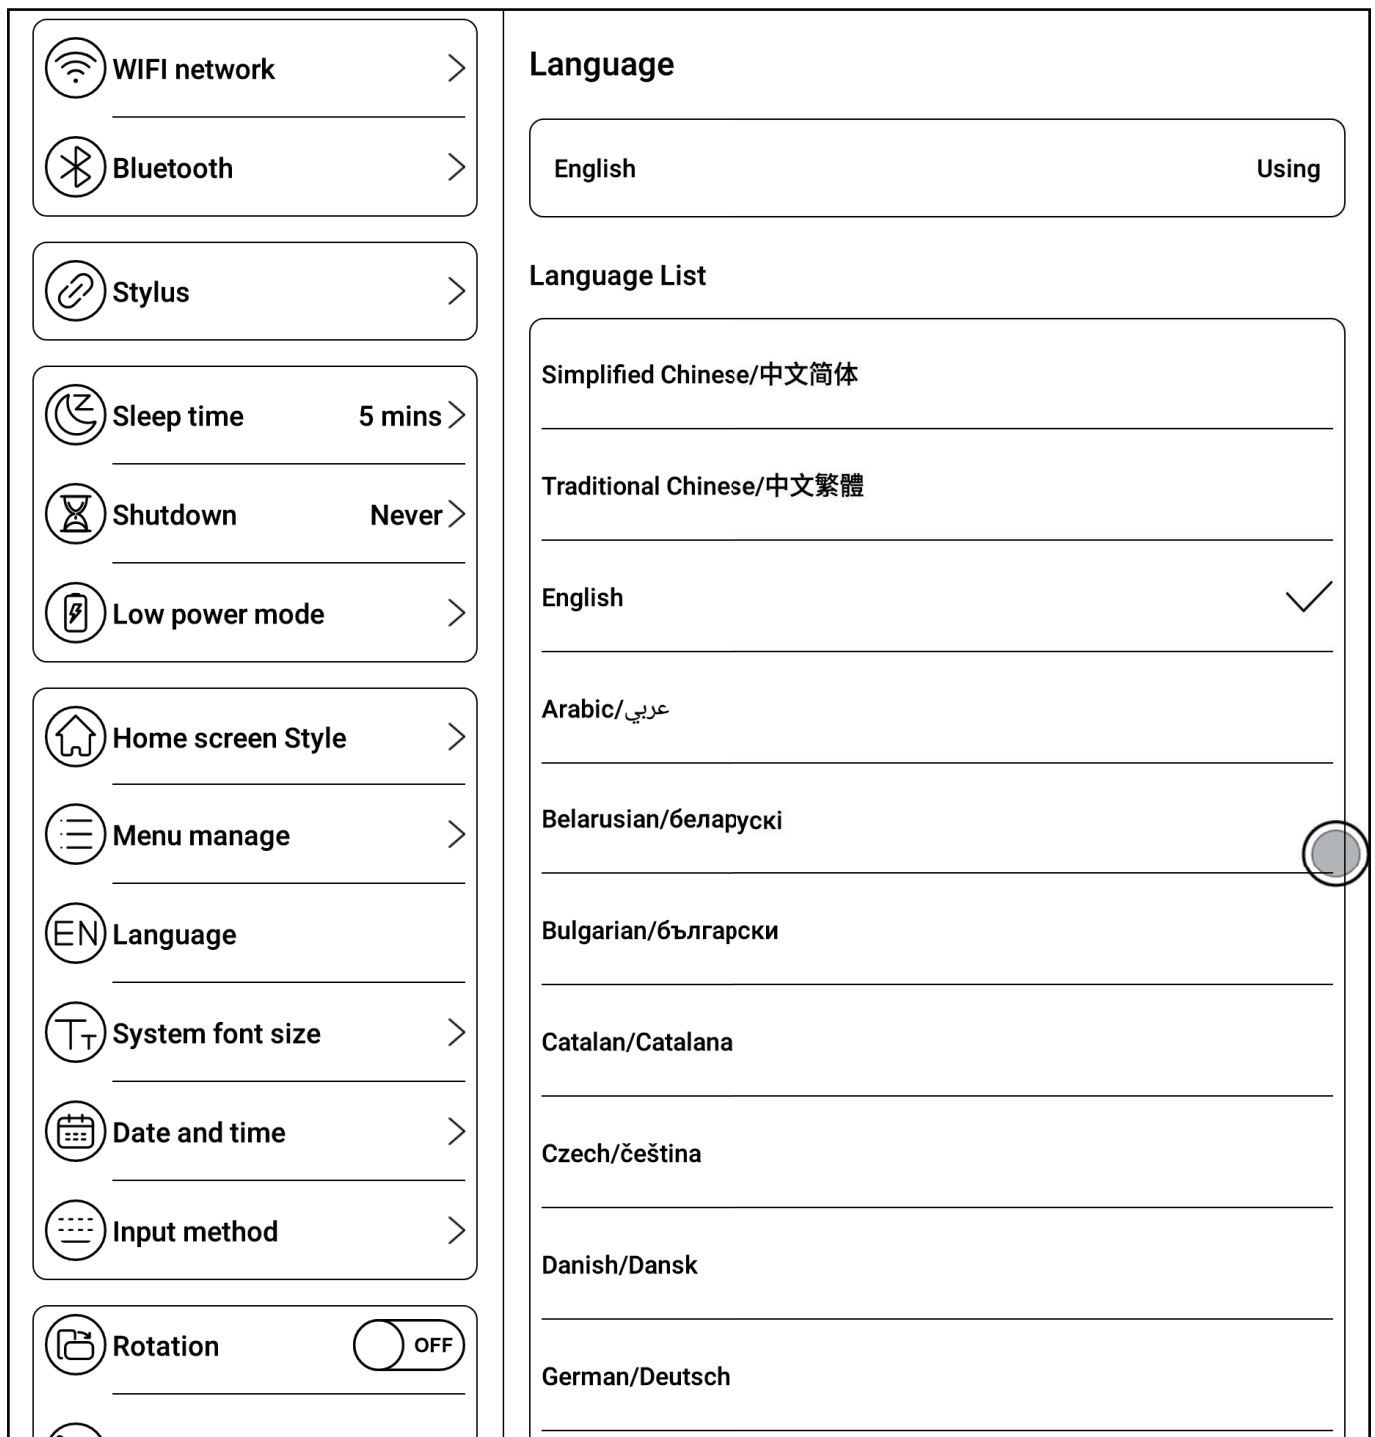 WIFI network
Bluetooth
Stylus
Sleep time 5 mins
Shutdown Never
Low power mode
Home screen Style
Menu manage
EN Language
System font size
Date and time
Input method
Rotation OFF
Language
English Using
Language List
Simplified Chinese/中文简体
Traditional Chinese/中文繁體
English
Arabic/عربي
Belarusian/беларускі
Bulgarian/български
Catalan/Catalana
Czech/čeština
Danish/Dansk
German/Deutsch